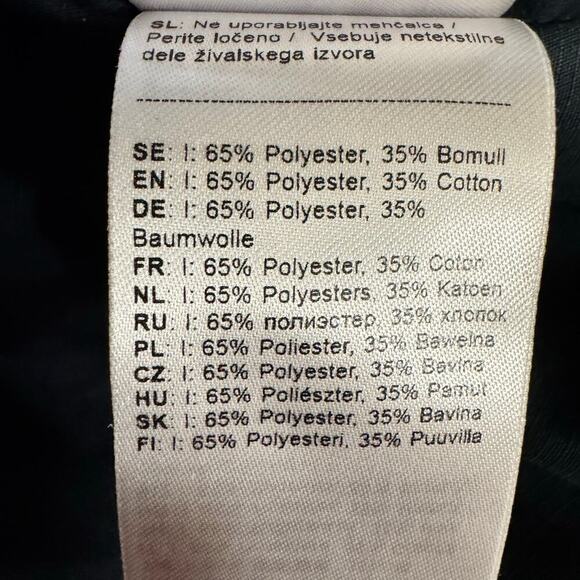 SL: Ne uporabljajte mehčalca /
Perite ločeno / Vsebuje netekstilne
dele živalskega izvora
SE: I: 65% Polyester, 35% Bomull
EN: I: 65% Polyester, 35% Cotton
DE: I: 65% Polyester, 35%
Baumwolle
FR: I: 65% Polyester, 35% Coton
NL: I: 65% Polyesters, 35% Katoen
RU: I: 65% полиэстер, 35% хлопок
PL: I: 65% Poliester, 35% Bawełna
CZ: I: 65% Polyester, 35% Bavlna
HU: I: 65% Poliészter, 35% Pamut
SK: I: 65% Polyester, 35% Bavlna
FI: I: 65% Polyesteri, 35% Puuvilla